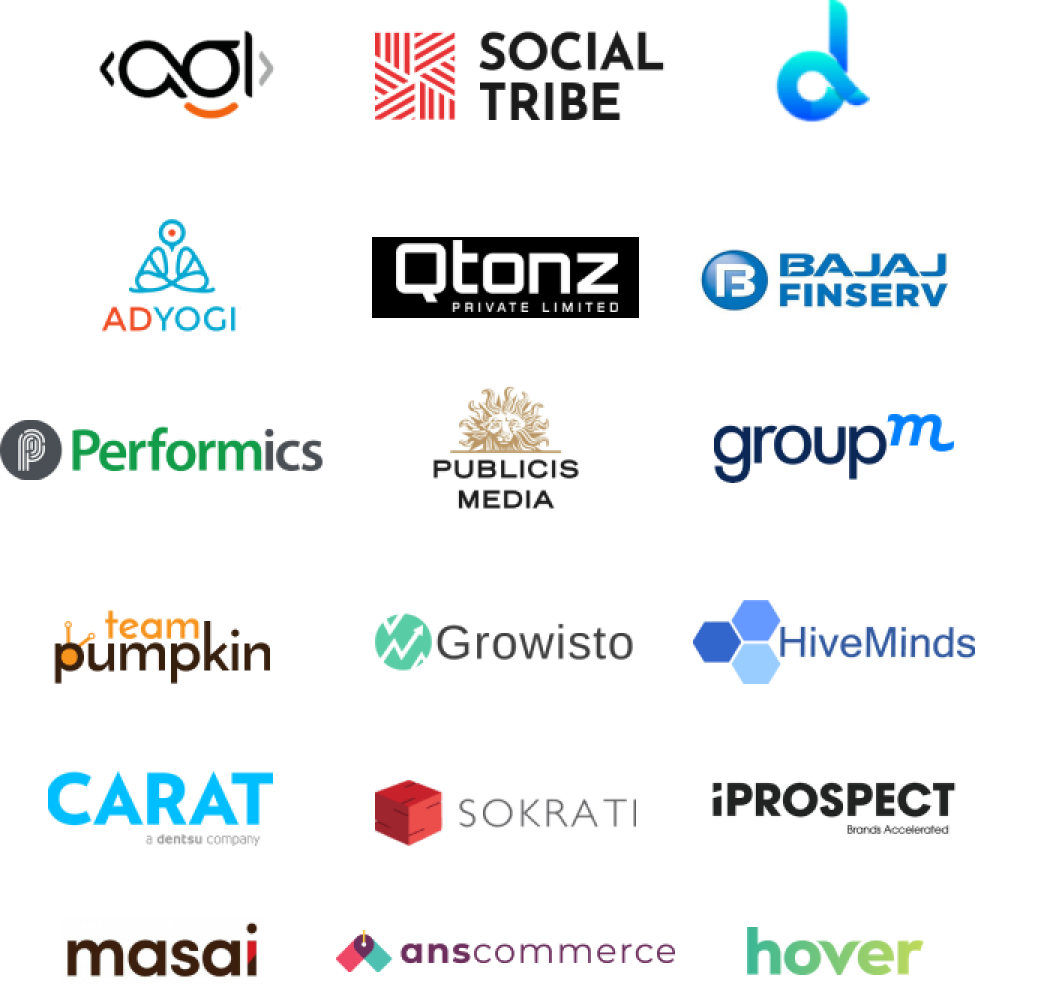 <agl>
SOCIAL
TRIBE
d
ADYOGI
Qtonz
PRIVATE LIMITED
B
BAJAJ
FINSERV
P Performics
PUBLICIS
MEDIA
groupm
team
pumpkin
Growisto
HiveMinds
CARAT
a dentsu company
SOKRATI
iPROSPECT
Brands Accelerated
masai
anscommerce
hover